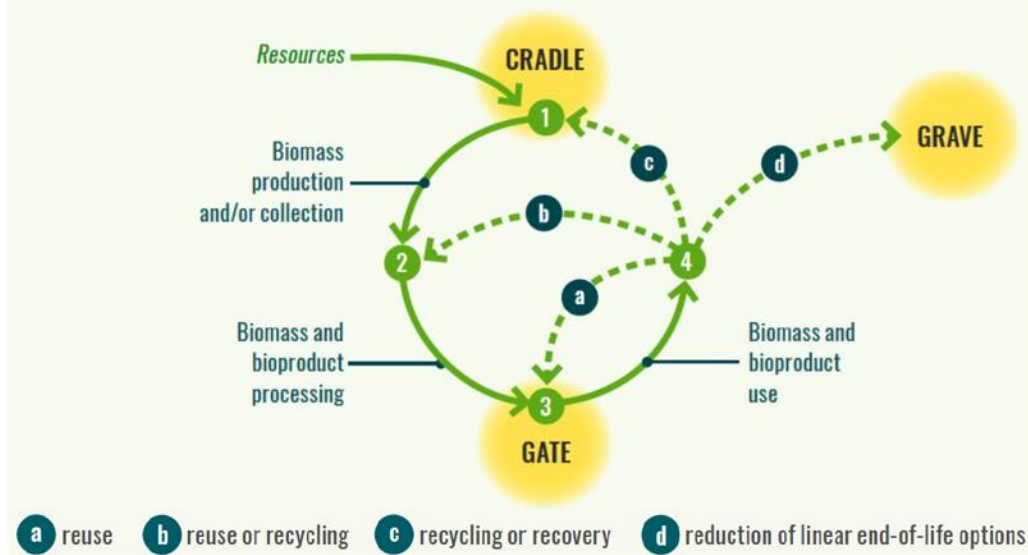 Resources
CRADLE
1
GRAVE
c
d
Biomass
production
and/or collection
b
2
4
a
Biomass and
bioproduct
processing
Biomass and
bioproduct
use
3
GATE
a reuse b reuse or recycling c recycling or recovery d reduction of linear end-of-life options